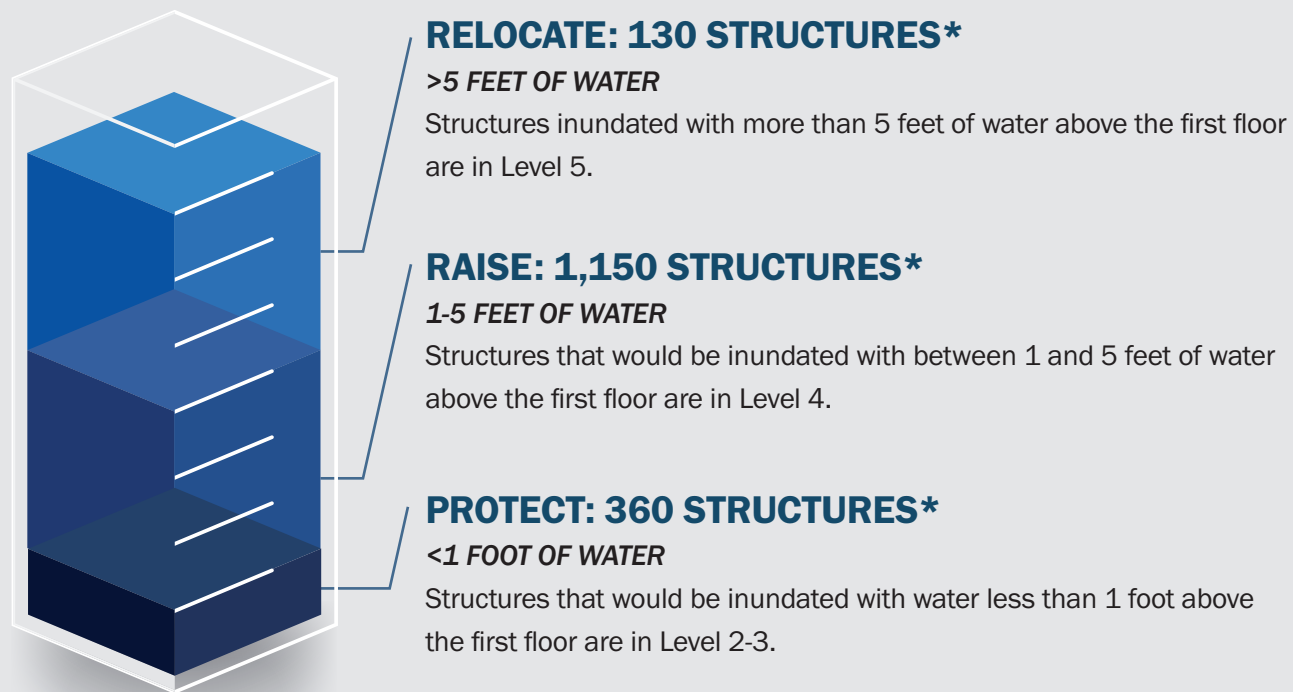 RELOCATE: 130 STRUCTURES*
>5 FEET OF WATER
Structures inundated with more than 5 feet of water above the first floor
are in Level 5.
RAISE: 1,150 STRUCTURES*
1-5 FEET OF WATER
Structures that would be inundated with between 1 and 5 feet of water
above the first floor are in Level 4.
PROTECT: 360 STRUCTURES*
<1 FOOT OF WATER
Structures that would be inundated with water less than 1 foot above
the first floor are in Level 2-3.